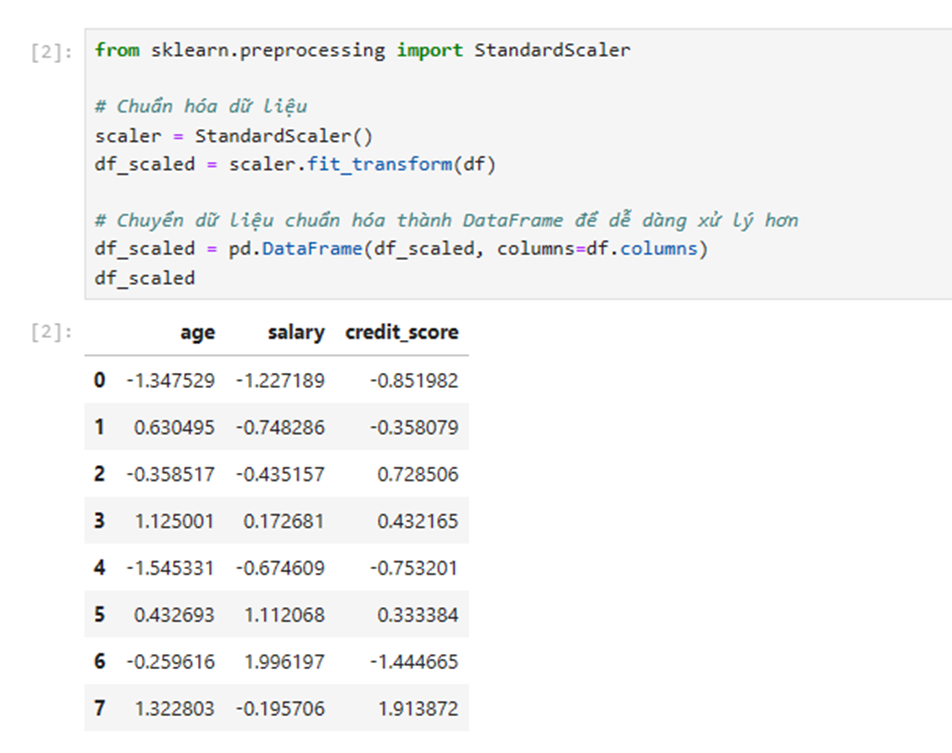 [2]: from sklearn.preprocessing import StandardScaler
# Chuẩn hóa dữ liệu
scaler = StandardScaler()
df_scaled = scaler.fit_transform(df)
# Chuyển dữ liệu chuẩn hóa thành DataFrame để dễ dàng xử lý hơn
df_scaled = pd.DataFrame(df_scaled, columns=df.columns)
df_scaled
[2]: age salary credit_score
0 -1.347529 -1.227189 -0.851982
1 0.630495 -0.748286 -0.358079
2 -0.358517 -0.435157 0.728506
3 1.125001 0.172681 0.432165
4 -1.545331 -0.674609 -0.753201
5 0.432693 1.112068 0.333384
6 -0.259616 1.996197 -1.444665
7 1.322803 -0.195706 1.913872